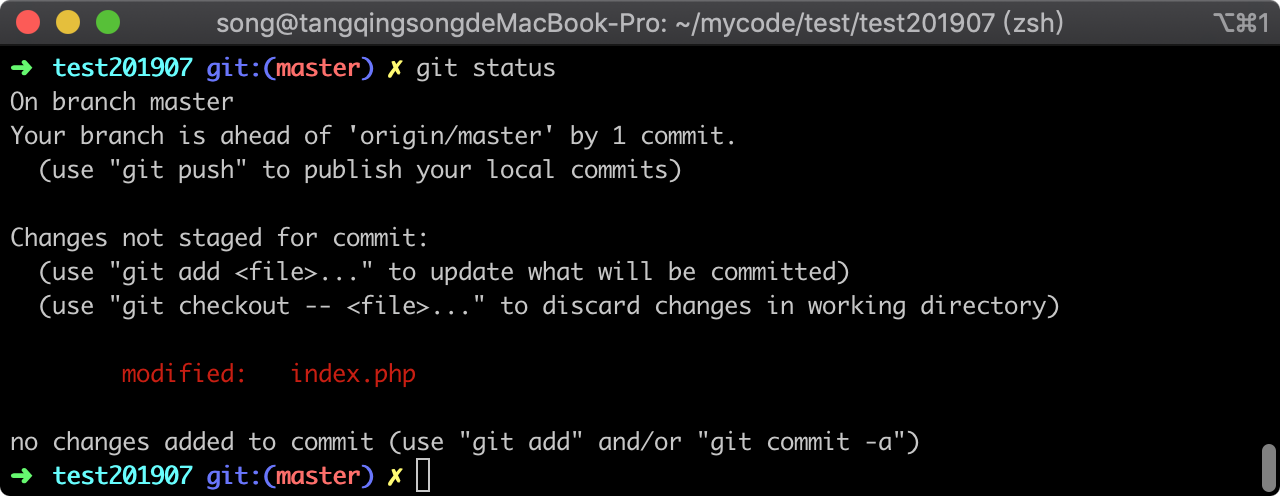 song@tangqingsongdeMacBook-Pro: ~/mycode/test/test201907 (zsh)
⌥⌘1
➜ test201907 git:(master) ✗ git status
On branch master
Your branch is ahead of 'origin/master' by 1 commit.
(use "git push" to publish your local commits)
Changes not staged for commit:
(use "git add <file>..." to update what will be committed)
(use "git checkout -- <file>..." to discard changes in working directory)
modified: index.php
no changes added to commit (use "git add" and/or "git commit -a")
➜ test201907 git:(master) ✗